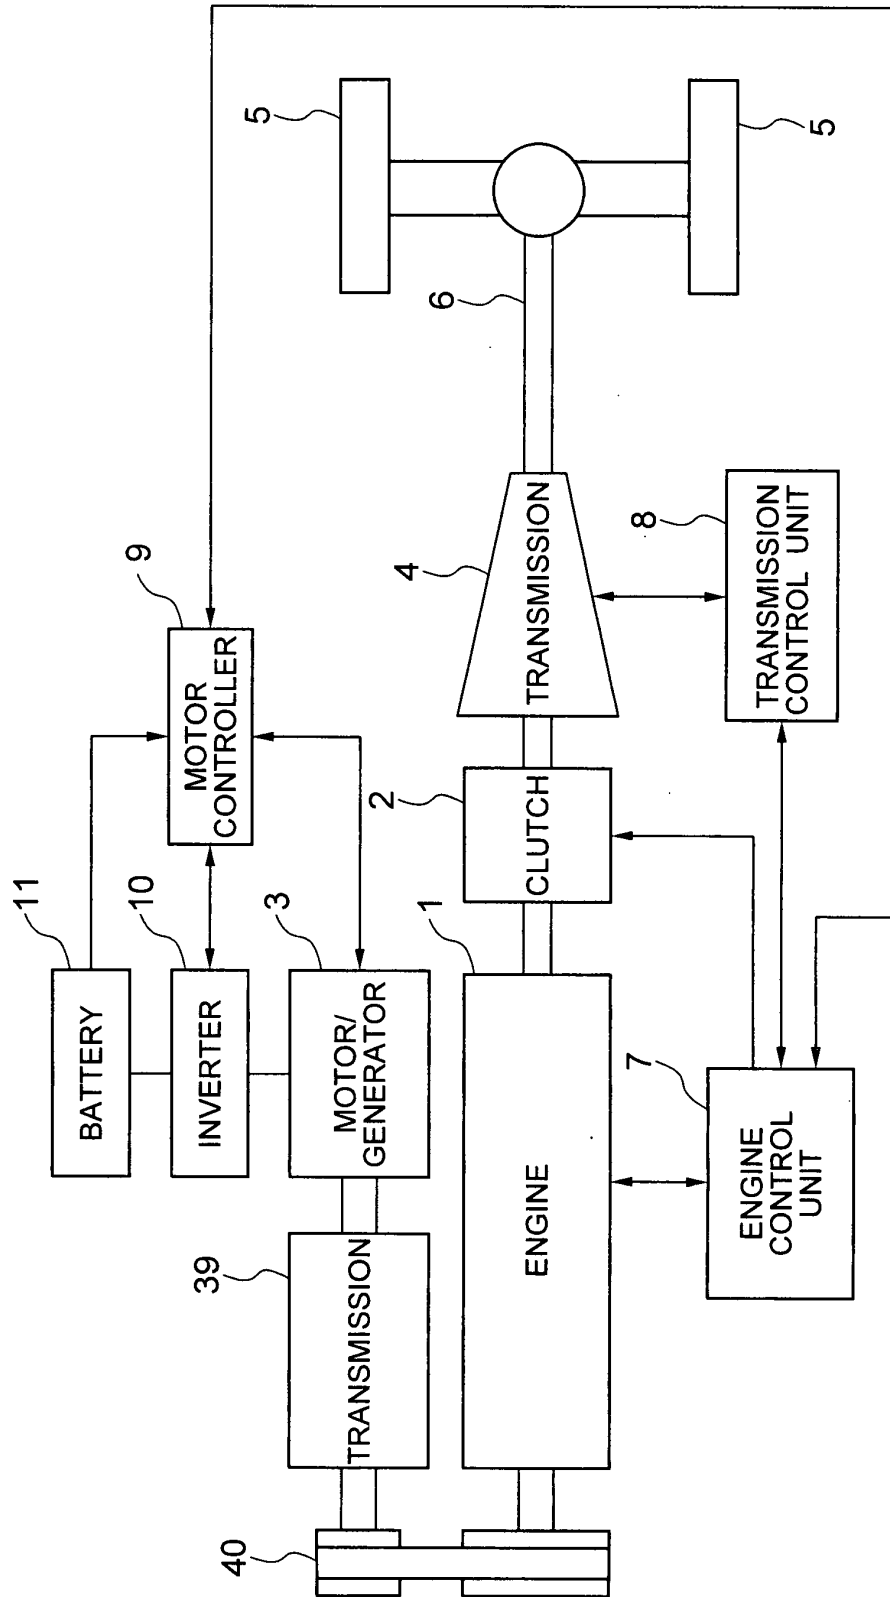 11
BATTERY
10
INVERTER
9
MOTOR
CONTROLLER
3
MOTOR/
GENERATOR
39
TRANSMISSION
40
1
ENGINE
2
CLUTCH
4
TRANSMISSION
6
5
5
7
ENGINE
CONTROL
UNIT
8
TRANSMISSION
CONTROL UNIT